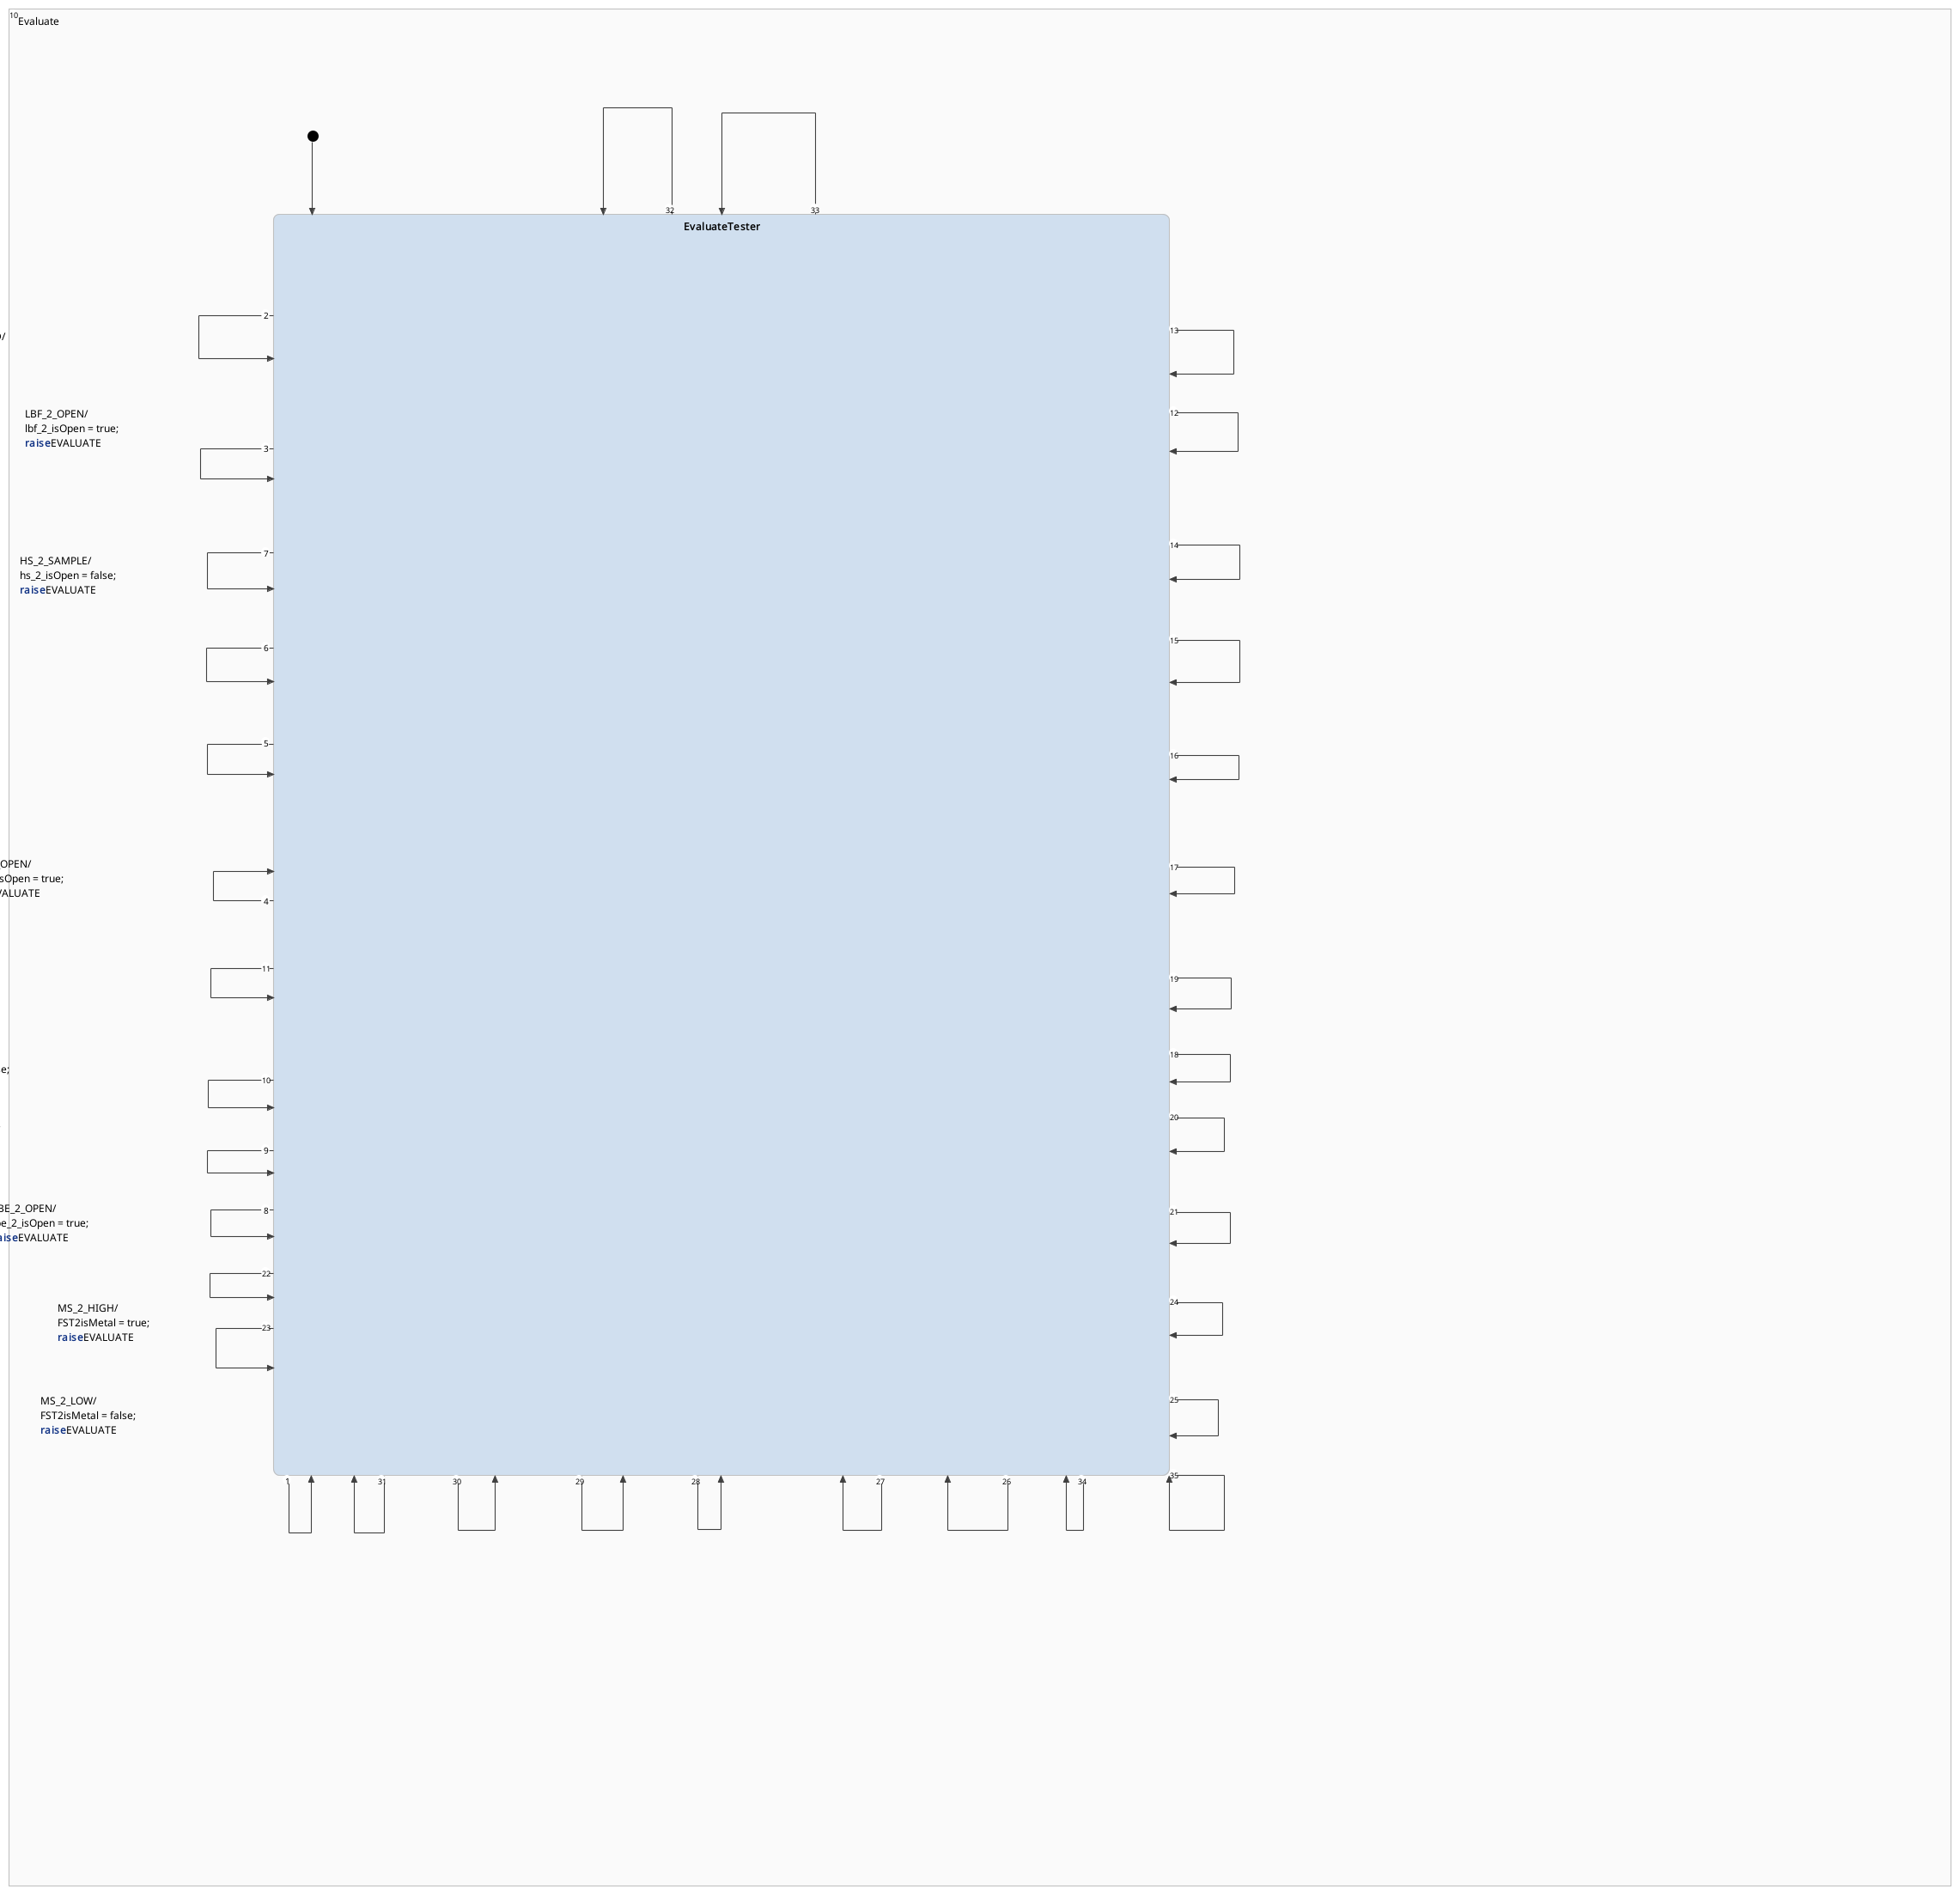 10
Evaluate
32
33
EvaluateTester
2
13
/
12
LBF_2_OPEN/
lbf_2_isOpen = true;
raiseEVALUATE
3
14
7
HS_2_SAMPLE/
hs_2_isOpen = false;
raiseEVALUATE
15
6
5
16
OPEN/
sOpen = true;
VALUATE
17
4
11
19
18
e;
10
20
9
BE_2_OPEN/
be_2_isOpen = true;
aiseEVALUATE
8
21
22
24
MS_2_HIGH/
FST2isMetal = true;
raiseEVALUATE
23
MS_2_LOW/
FST2isMetal = false;
raiseEVALUATE
25
35
1
31
30
29
28
27
26
34